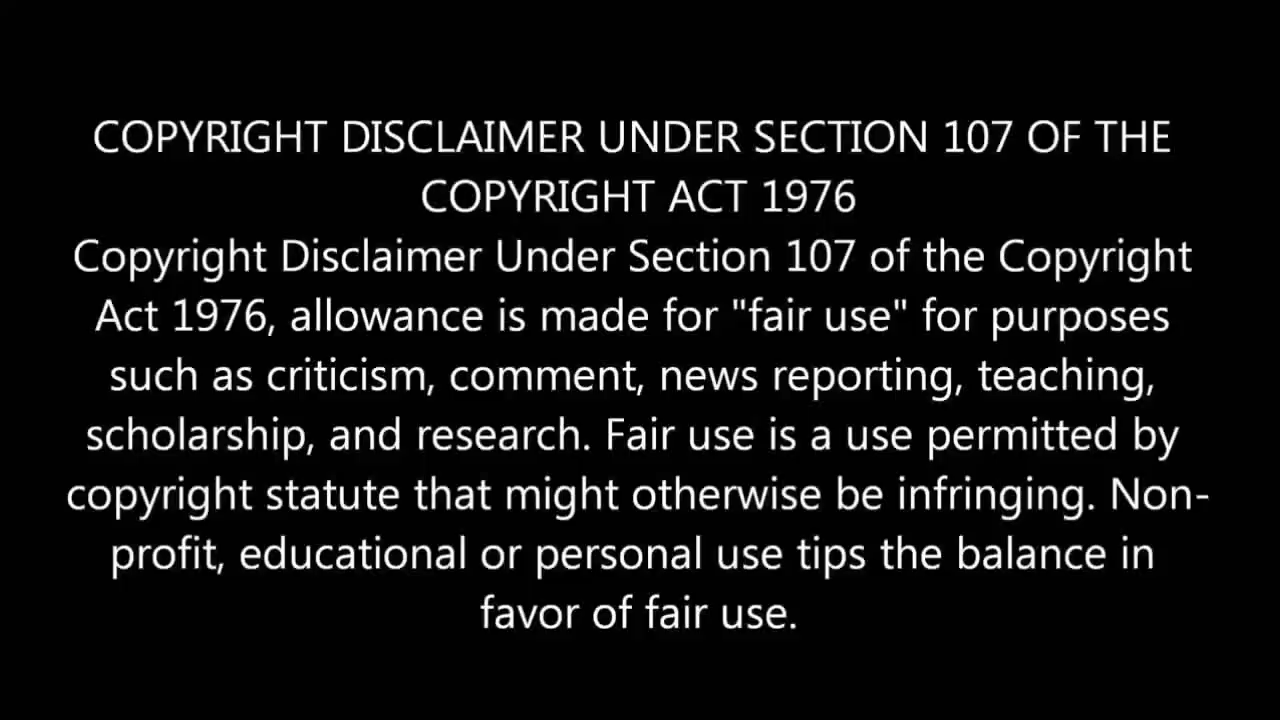 COPYRIGHT DISCLAIMER UNDER SECTION 107 OF THE
COPYRIGHT ACT 1976
Copyright Disclaimer Under Section 107 of the Copyright
Act 1976, allowance is made for "fair use" for purposes
such as criticism, comment, news reporting, teaching,
scholarship, and research. Fair use is a use permitted by
copyright statute that might otherwise be infringing. Non-
profit, educational or personal use tips the balance in
favor of fair use.